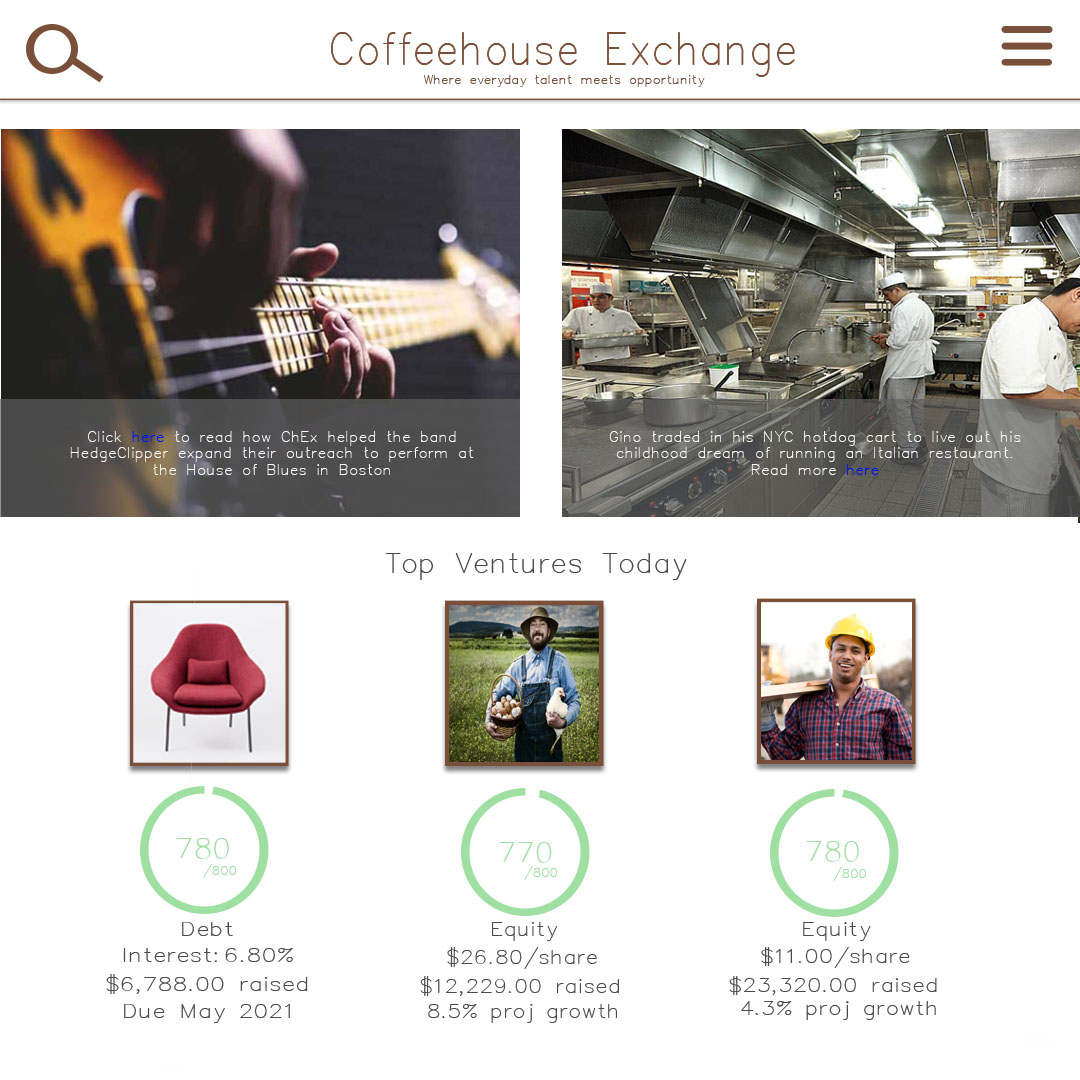 Coffeehouse Exchange
Where everyday talent meets opportunity
Click here to read how ChEx helped the band
HedgeClipper expand their outreach to perform at
the House of Blues in Boston
Gino traded in his NYC hotdog cart to live out his
childhood dream of running an Italian restaurant.
Read more here
Top Ventures Today
780
/800
Debt
Interest: 6.80%
$6,788.00 raised
Due May 2021
770
/800
Equity
$26.80/share
$12,229.00 raised
8.5% proj growth
780
/800
Equity
$11.00/share
$23,320.00 raised
4.3% proj growth